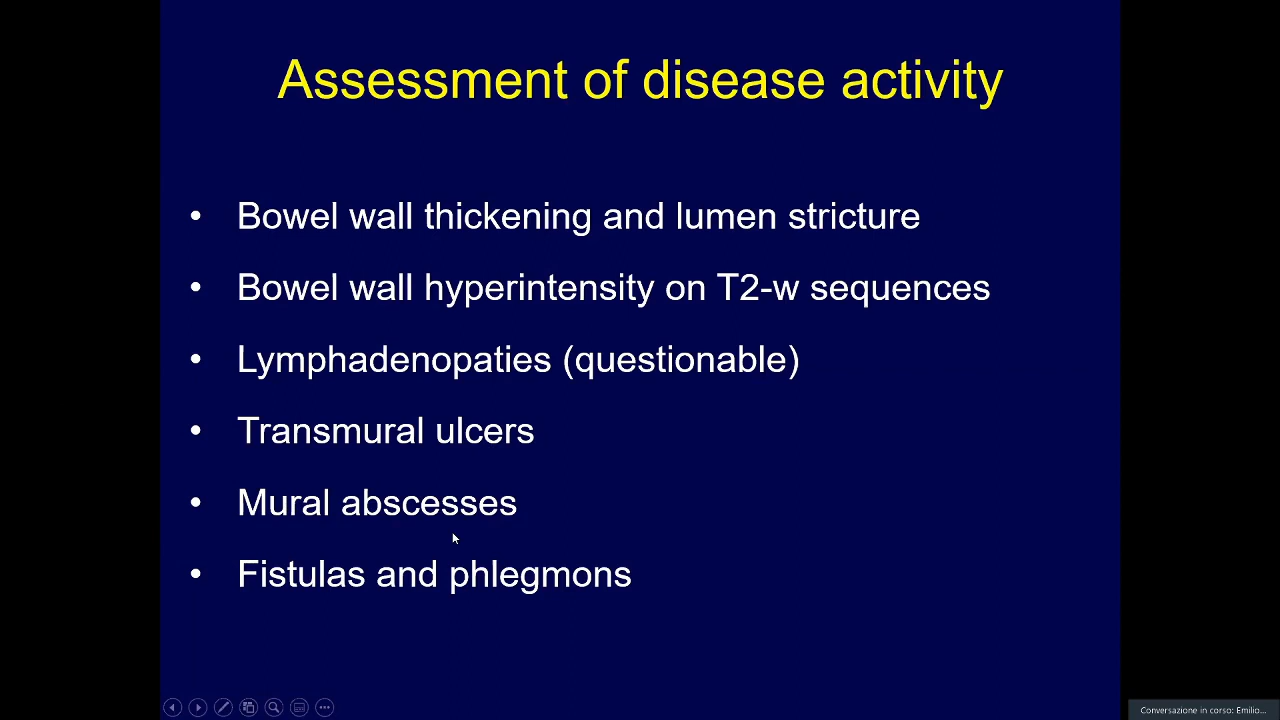 Assessment of disease activity
• Bowel wall thickening and lumen stricture
• Bowel wall hyperintensity on T2-w sequences
• Lymphadenopaties (questionable)
• Transmural ulcers
• Mural abscesses
• Fistulas and phlegmons
Conversazione in corso: Emilio...